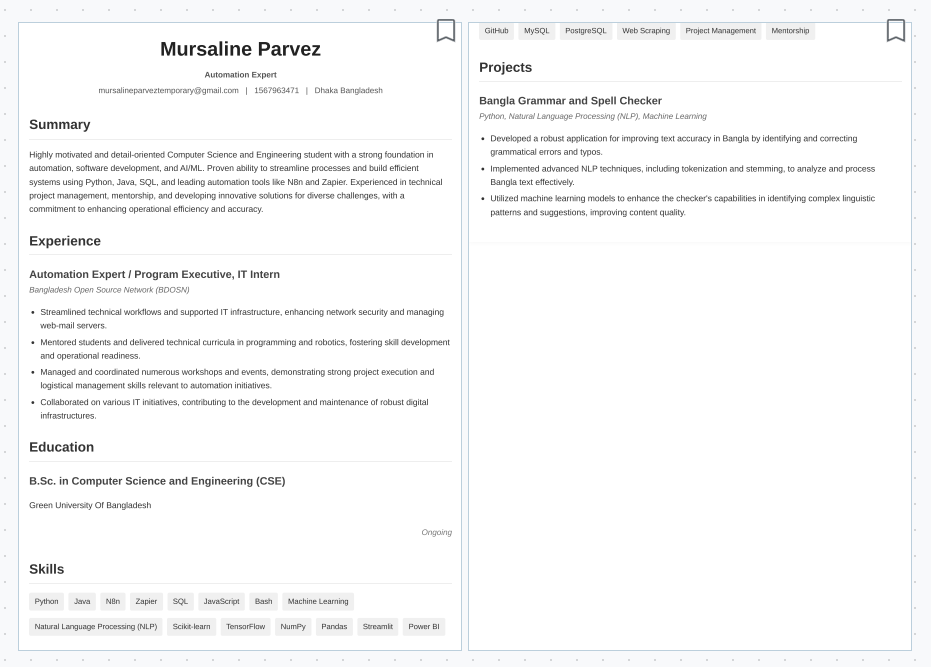 Mursaline Parvez
Automation Expert
mursalineparveztemporary@gmail.com | 1567963471 | Dhaka Bangladesh
Summary
Highly motivated and detail-oriented Computer Science and Engineering student with a strong foundation in
automation, software development, and AI/ML. Proven ability to streamline processes and build efficient
systems using Python, Java, SQL, and leading automation tools like N8n and Zapier. Experienced in technical
project management, mentorship, and developing innovative solutions for diverse challenges, with a
commitment to enhancing operational efficiency and accuracy.
Experience
Automation Expert / Program Executive, IT Intern
Bangladesh Open Source Network (BDOSN)
• Streamlined technical workflows and supported IT infrastructure, enhancing network security and managing
web-mail servers.
• Mentored students and delivered technical curricula in programming and robotics, fostering skill development
and operational readiness.
• Managed and coordinated numerous workshops and events, demonstrating strong project execution and
logistical management skills relevant to automation initiatives.
• Collaborated on various IT initiatives, contributing to the development and maintenance of robust digital
infrastructures.
Education
B.Sc. in Computer Science and Engineering (CSE)
Green University Of Bangladesh
Ongoing
Skills
Python Java N8n Zapier SQL JavaScript Bash Machine Learning
Natural Language Processing (NLP) Scikit-learn TensorFlow NumPy Pandas Streamlit Power BI
GitHub MySQL PostgreSQL Web Scraping Project Management Mentorship
Projects
Bangla Grammar and Spell Checker
Python, Natural Language Processing (NLP), Machine Learning
• Developed a robust application for improving text accuracy in Bangla by identifying and correcting
grammatical errors and typos.
• Implemented advanced NLP techniques, including tokenization and stemming, to analyze and process
Bangla text effectively.
• Utilized machine learning models to enhance the checker's capabilities in identifying complex linguistic
patterns and suggestions, improving content quality.